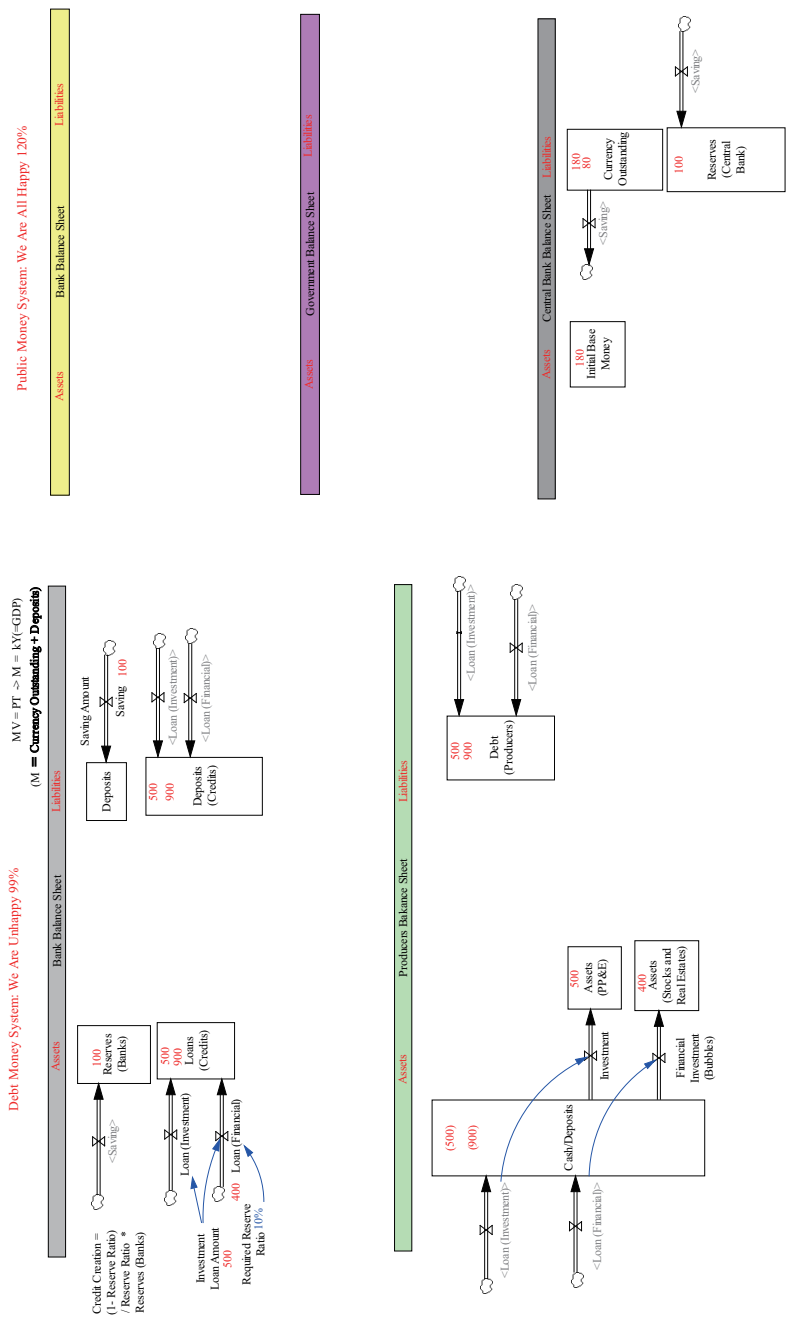 Debt Money System: We Are Unhappy 99%
MV = PT -> M = kY(=GDP)
(M = Currency Outstanding + Deposits)
Assets
Bank Balance Sheet
Liabilities
Credit Creation =
(1- Reserve Ratio)
/ Reserve Ratio *
Reserves (Banks)
<Saving>
100
Reserves
(Banks)
Loan (Investment)
500
900
Loans
(Credits)
Investment
Loan Amount
500
400
Loan (Financial)
Required Reserve
Ratio 10%
Deposits
Saving Amount
Saving 100
500
900
Deposits
(Credits)
<Loan (Investment)>
<Loan (Financial)>
Assets
Producers Bakance Sheet
Liabilities
<Loan (Investment)>
<Loan (Financial)>
(500)
(900)
Cash/Deposits
Investment
500
Assets
(PP&E)
Financial
Investment
(Bubbles)
400
Assets
(Stocks and
Real Estates)
500
900
Debt
(Producers)
<Loan (Investment)>
<Loan (Financial)>
Public Money System: We Are All Happy 120%
Assets
Bank Balance Sheet
Liabilities
Assets
Government Balance Sheet
Liabilities
Assets
Central Bank Balance Sheet
Liabilities
180
Initial Base
Money
<Saving>
180
80
Currency
Outstanding
100
Reserves
(Central
Bank)
<Saving>